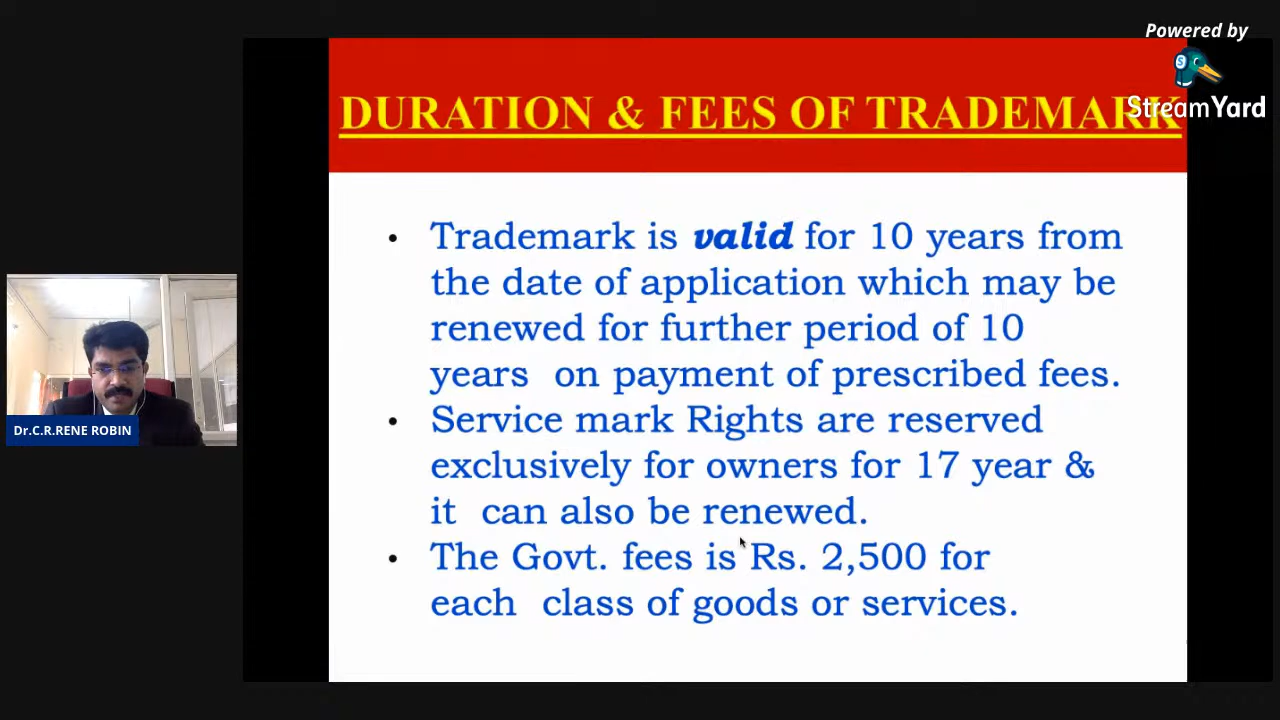 Powered by
StreamYard
DURATION & FEES OF TRADEMARK
• Trademark is valid for 10 years from
the date of application which may be
renewed for further period of 10
years on payment of prescribed fees.
• Service mark Rights are reserved
exclusively for owners for 17 year &
it can also be renewed.
• The Govt. fees is Rs. 2,500 for
each class of goods or services.
Dr.C.R.RENE ROBIN